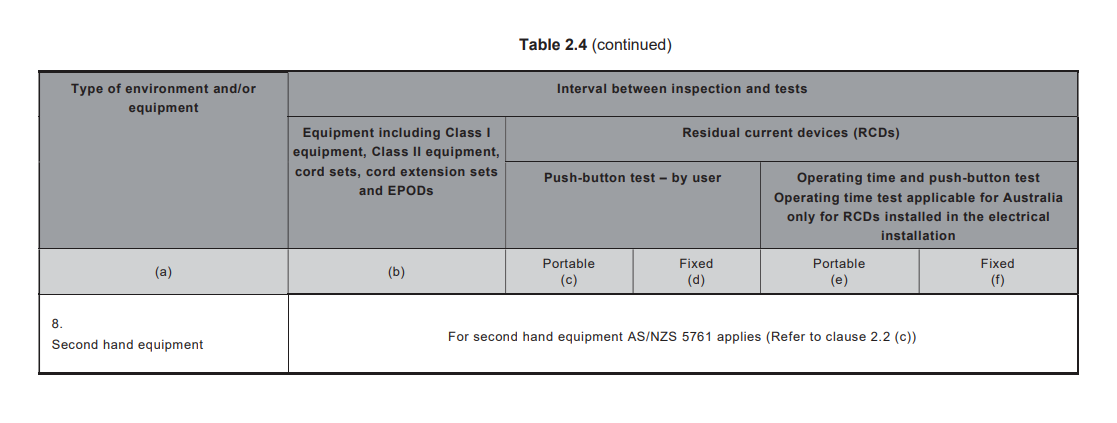 Table 2.4 (continued)
Type of environment and/or
equipment
Interval between inspection and tests
Equipment including Class I
equipment, Class II equipment,
cord sets, cord extension sets
and EPODs
Residual current devices (RCDs)
Push-button test – by user
Operating time and push-button test
Operating time test applicable for Australia
only for RCDs installed in the electrical
installation
(a)
(b)
Portable
(c)
Fixed
(d)
Portable
(e)
Fixed
(f)
8.
Second hand equipment
For second hand equipment AS/NZS 5761 applies (Refer to clause 2.2 (c))